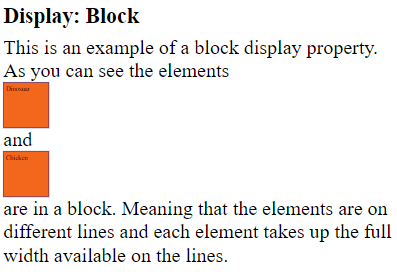 Display: Block
This is an example of a block display property.
As you can see the elements
Dinosaur
and
Chicken
are in a block. Meaning that the elements are on
different lines and each element takes up the full
width available on the lines.